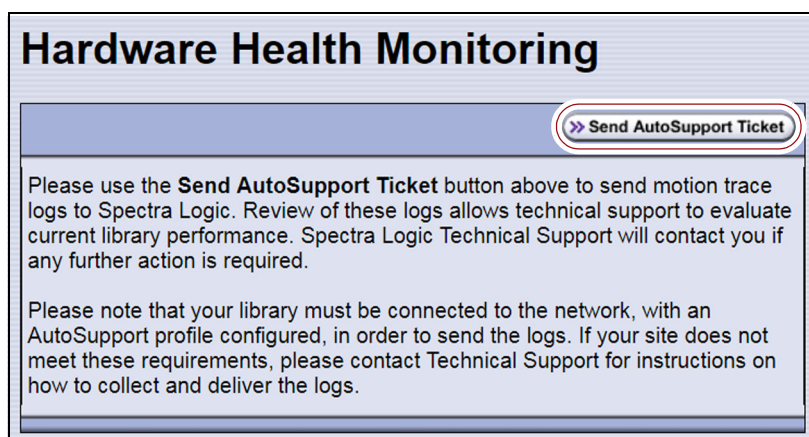 Hardware Health Monitoring
Send AutoSupport Ticket
Please use the Send AutoSupport Ticket button above to send motion trace
logs to Spectra Logic. Review of these logs allows technical support to evaluate
current library performance. Spectra Logic Technical Support will contact you if
any further action is required.
Please note that your library must be connected to the network, with an
AutoSupport profile configured, in order to send the logs. If your site does not
meet these requirements, please contact Technical Support for instructions on
how to collect and deliver the logs.